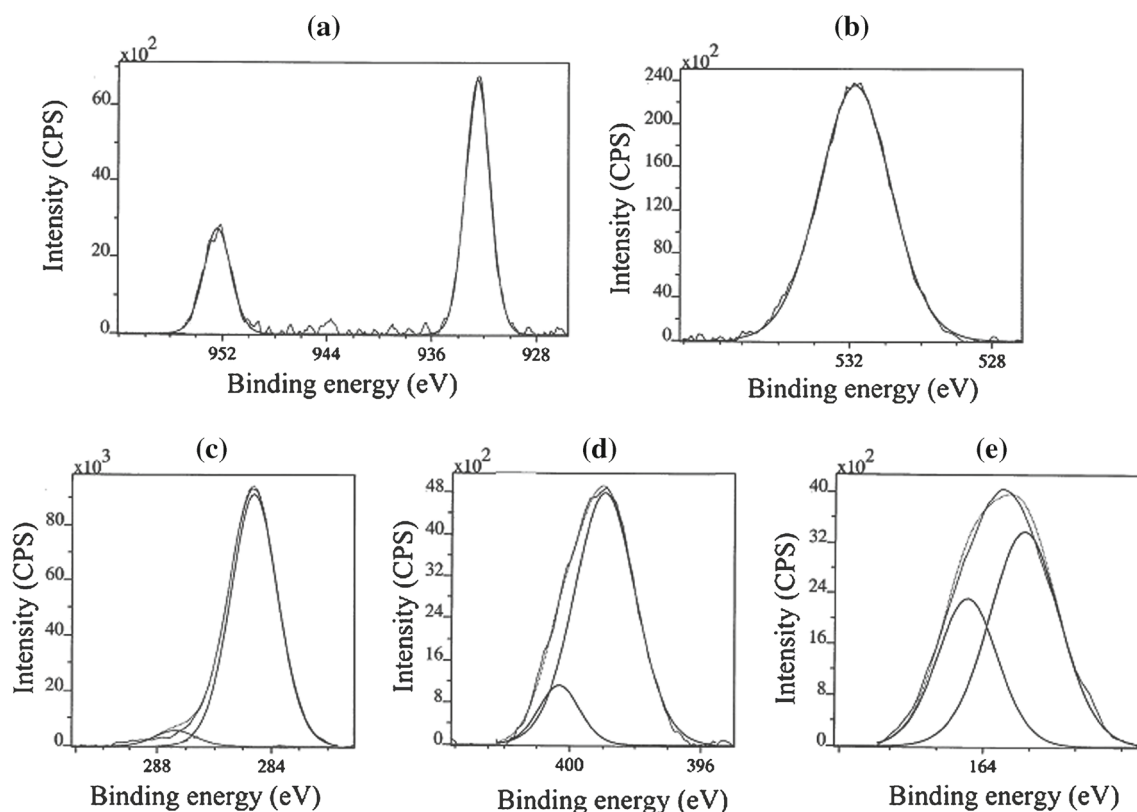 (a)
x10²
60
40
20
0
Intensity (CPS)
952 944 936 928
Binding energy (eV)
(b)
x10²
240
200
160
120
80
40
0
Intensity (CPS)
532 528
Binding energy (eV)
(c)
x10³
80
60
40
20
0
Intensity (CPS)
288 284
Binding energy (eV)
(d)
x10²
48
40
32
28
16
8
Intensity (CPS)
400 396
Binding energy (eV)
(e)
x10²
40
32
24
16
8
0
Intensity (CPS)
164
Binding energy (eV)